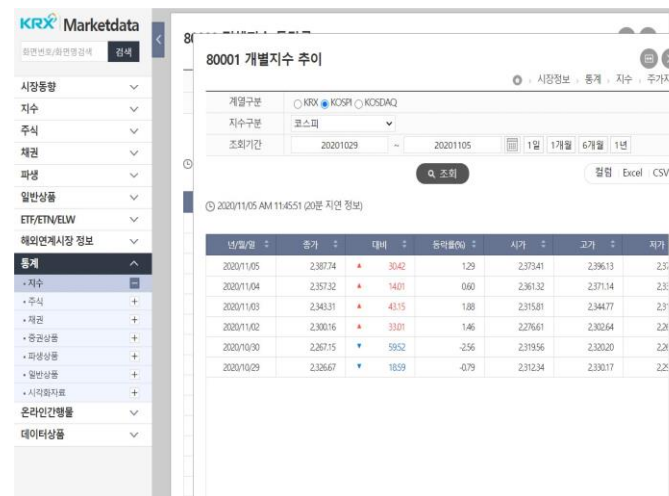 KRX Marketdata
화면번호/화면명검색 검색
시장동향
지수
주식
채권
파생
일반상품
ETF/ETN/ELW
해외연계시장 정보
통계
• 지수
• 주식
• 채권
• 증권상품
• 파생상품
• 일반상품
• 시각화자료
온라인간행물
데이터상품
80001 개별지수 추이
시장정보 › 통계 › 지수 › 주가지
계열구분 KRX KOSPI KOSDAQ
지수구분 코스피
조회기간 20201029 ~ 20201105 1일 1개월 6개월 1년
조회 컬럼 Excel CSV
2020/11/05 AM 11:45:51 (20분 지연 정보)
년/월/일 종가 대비 등락률(%) 시가 고가 저가
2020/11/05 2,387.74 ▲ 30.42 1.29 2,373.41 2,396.13
2020/11/04 2,357.32 ▲ 14.01 0.60 2,361.32 2,371.14
2020/11/03 2,343.31 ▲ 43.15 1.88 2,315.81 2,344.77
2020/11/02 2,300.16 ▲ 33.01 1.46 2,276.61 2,302.64
2020/10/30 2,267.15 ▼ 59.52 -2.56 2,319.56 2,320.20
2020/10/29 2,326.67 ▼ 18.59 -0.79 2,312.34 2,330.17